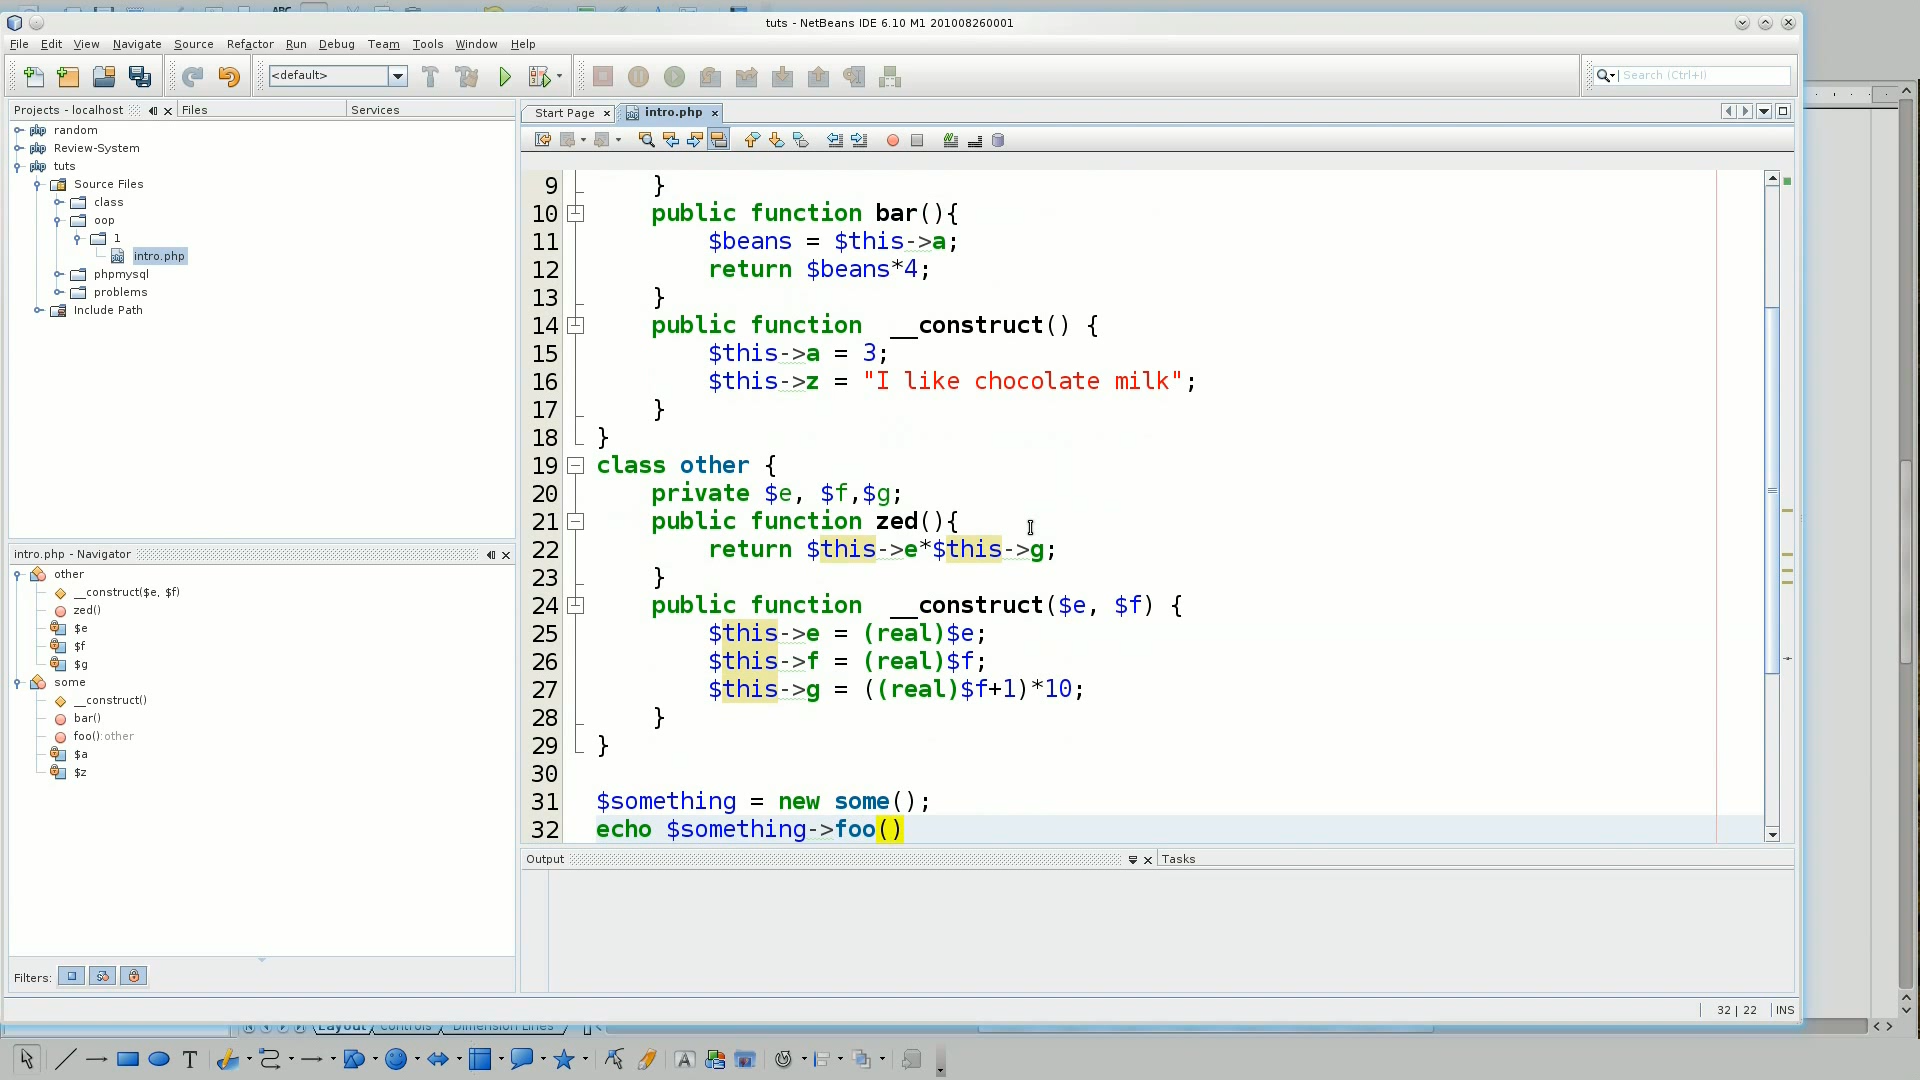 tuts - NetBeans IDE 6.10 M1 201008260001
File Edit View Navigate Source Refactor Run Debug Team Tools Window Help
<default>
Search (Ctrl+I)
Projects - localhost
Files
Services
random
Review-System
tuts
Source Files
class
oop
1
intro.php
phpmysql
problems
Include Path
Start Page
intro.php
9 }
10 public function bar(){
11 $beans = $this->a;
12 return $beans*4;
13 }
14 public function __construct() {
15 $this->a = 3;
16 $this->z = "I like chocolate milk";
17 }
18 }
19 class other {
20 private $e, $f,$g;
21 public function zed(){
22 return $this->e*$this->g;
23 }
24 public function __construct($e, $f) {
25 $this->e = (real)$e;
26 $this->f = (real)$f;
27 $this->g = ((real)$f+1)*10;
28 }
29 }
30
31 $something = new some();
32 echo $something->foo()
intro.php - Navigator
other
__construct($e, $f)
zed()
$e
$f
$g
some
__construct()
bar()
foo():other
$a
$z
Filters:
Output
Tasks
32 | 22
INS
Layout Controls Dimension Lines